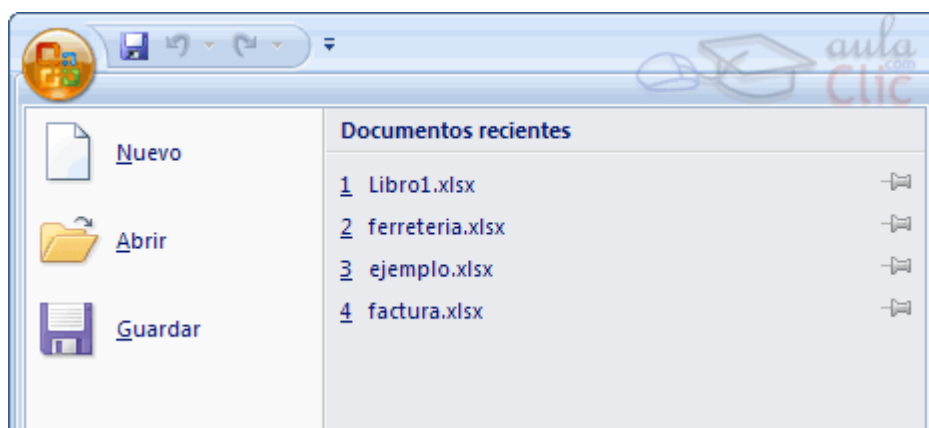 aula
.com
Clic
Nuevo
Abrir
Guardar
Documentos recientes
1 Libro1.xlsx
2 ferreteria.xlsx
3 ejemplo.xlsx
4 factura.xlsx